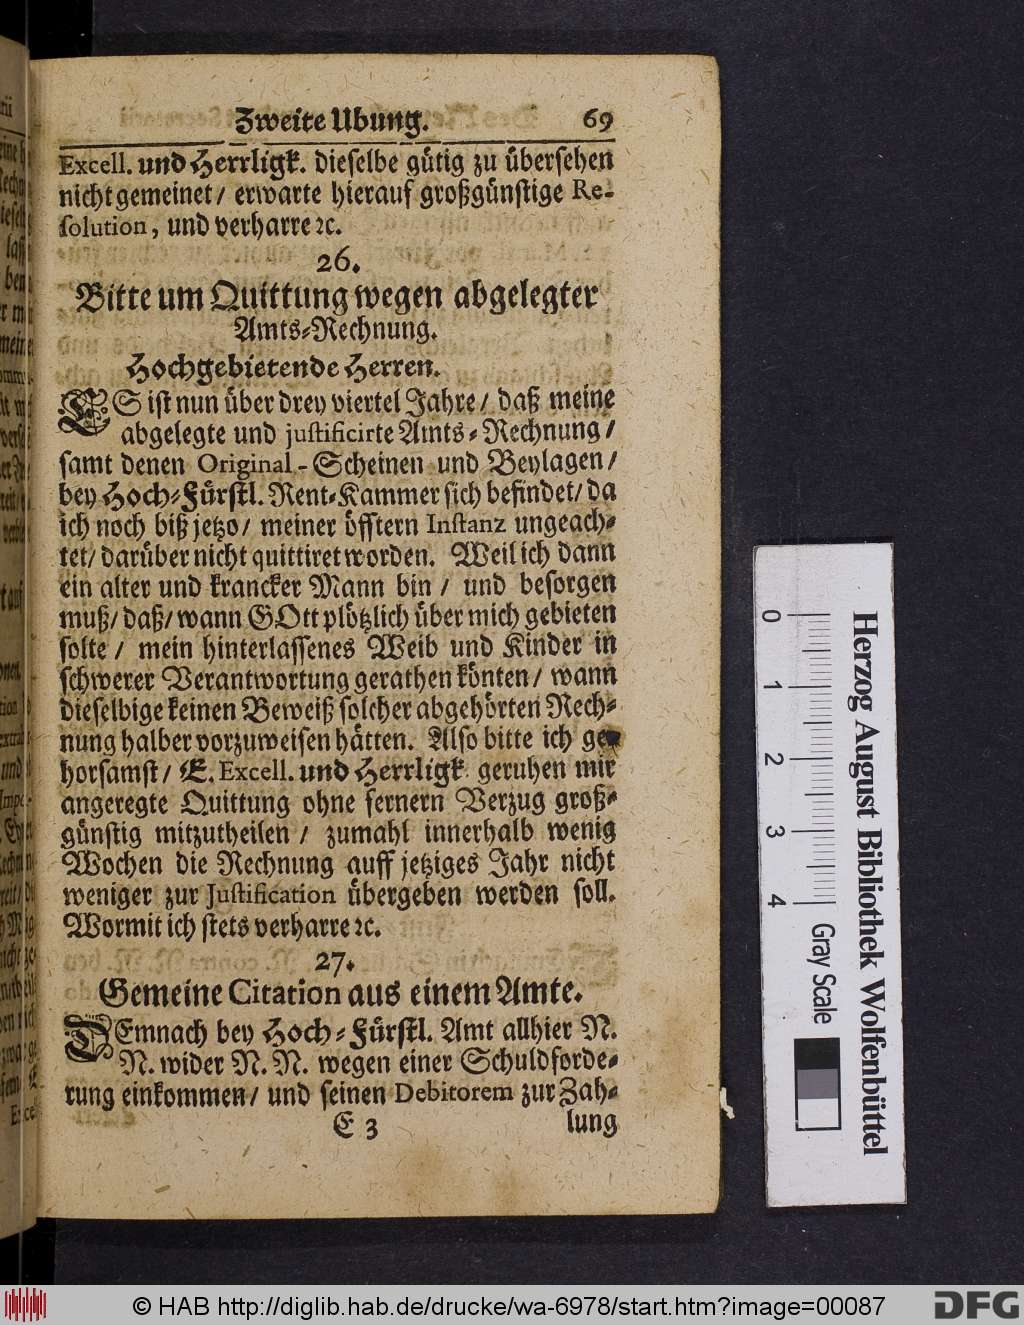 Zweite Ubung. 69
Excell. und Herrligk. dieselbe gütig zu übersehen
nicht gemeinet / erwarte hierauf großgünstige Re-
solution, und verharre ꝛc.
26.
Bitte um Quittung wegen abgelegter
Amts-Rechnung.
Hochgebietende Herren.
ES ist nun über drey viertel Jahre / daß meine
abgelegte und justificirte Amts-Rechnung /
samt denen Original-Scheinen und Beylagen /
bey Hoch-Fürstl. Rent-Kammer sich befindet / da
ich noch biß jetzo / meiner öfftern Instanz ungeach-
tet / darüber nicht quittiret worden. Weil ich dann
ein alter und krancker Mann bin / und besorgen
muß / daß / wann GOtt plötzlich über mich gebieten
solte / mein hinterlassenes Weib und Kinder in
schwerer Verantwortung gerathen könten / wann
dieselbige keinen Beweiß solcher abgehörten Rech-
nung halber vorzuweisen hätten. Also bitte ich ge-
horsamst / E. Excell. und Herrligk. geruhen mir
angeregte Quittung ohne fernern Verzug groß-
günstig mitzutheilen / zumahl innerhalb wenig
Wochen die Rechnung auff jetziges Jahr nicht
weniger zur Justification übergeben werden soll.
Wormit ich stets verharre ꝛc.
27.
Gemeine Citation aus einem Amte.
DEmnach bey Hoch-Fürstl. Amt allhier N.
N. wider N. N. wegen einer Schuldforde-
rung einkommen / und seinen Debitorem zur Zah-
E 3 lung
0 1 2 3 4 Gray Scale
Herzog August Bibliothek Wolfenbüttel
© HAB http://diglib.hab.de/drucke/wa-6978/start.htm?image=00087 DFG